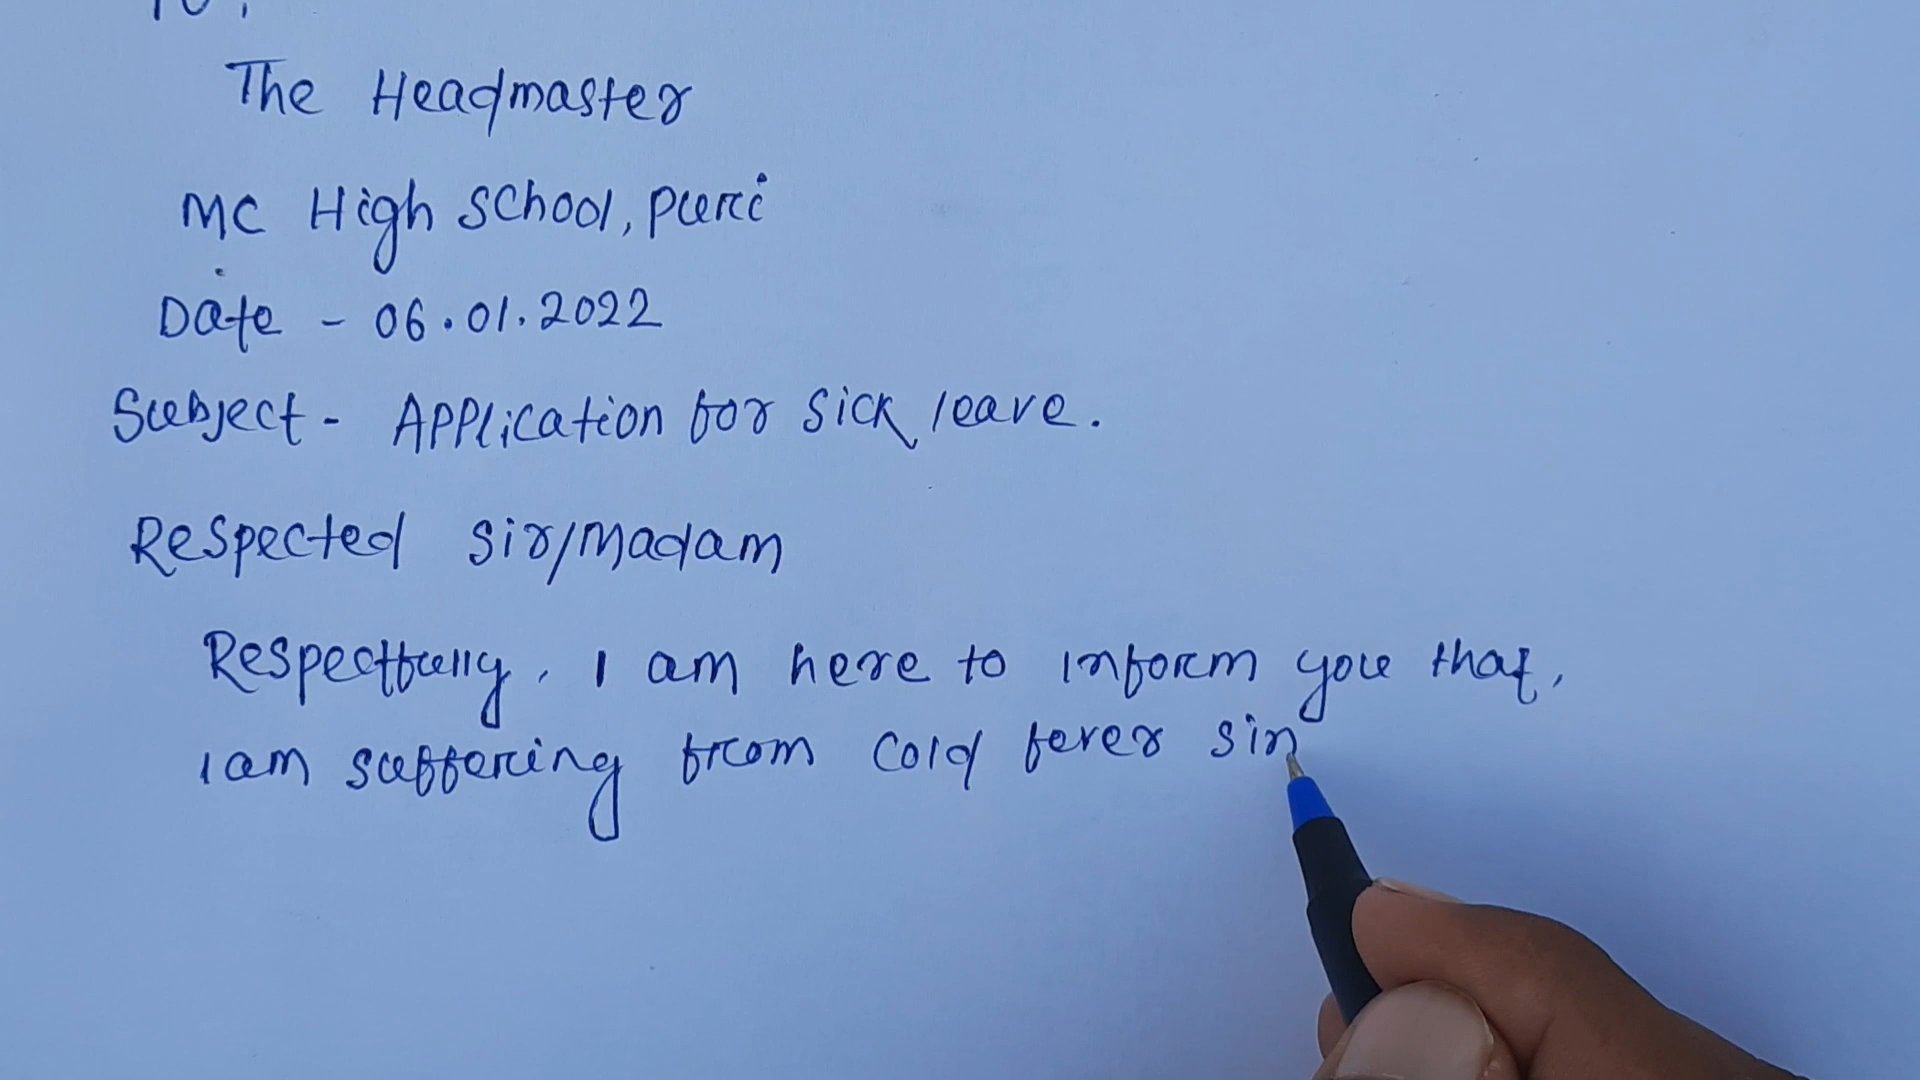 To,
The Headmaster
MC High School, Puri
Date - 06.01.2022
Subject - Application for Sick leave.
Respected Sir/Madam
Respectfully, I am here to inform you that,
I am suffering from Cold fever sin